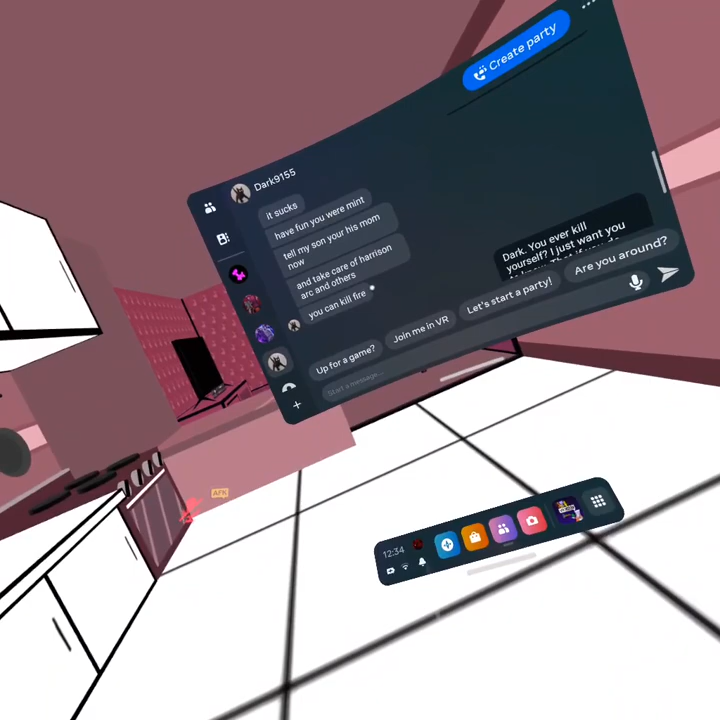 Create party
Dark9155
it sucks
have fun you were mint
tell my son your his mom
now
and take care of harrison
arc and others
you can kill fire
Dark. You ever kill
yourself? I just want you
Are you around?
Let's start a party!
Join me in VR
Up for a game?
Start a message...
AFK
12:34